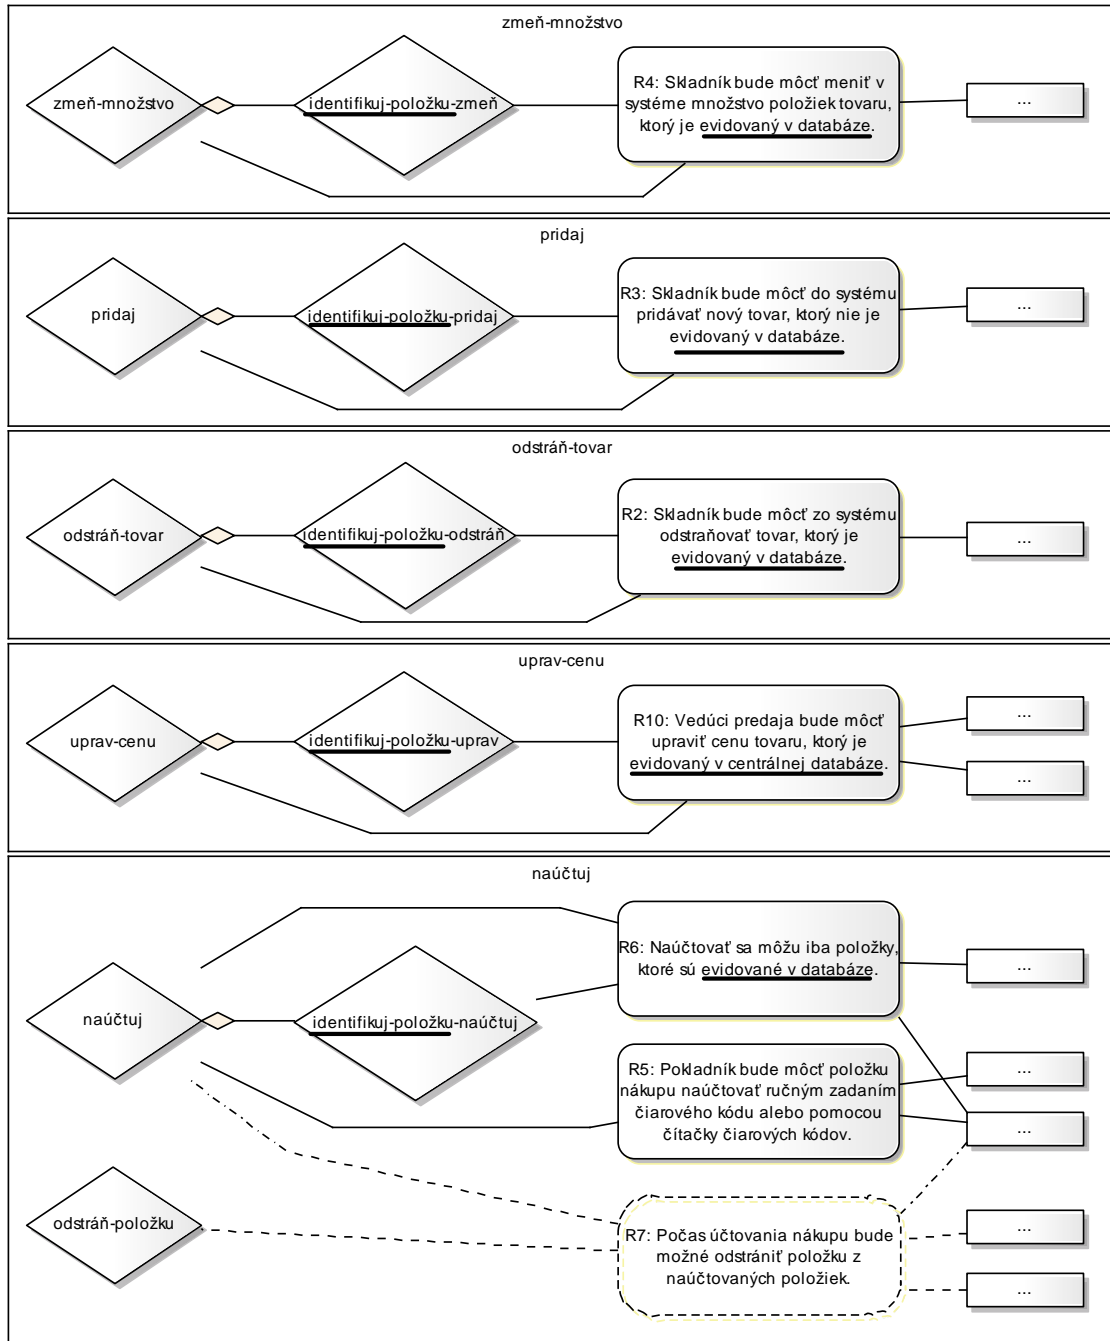 zmeň-množstvo
zmeň-množstvo
identifikuj-položku-zmeň
R4: Skladník bude môcť meniť v
systéme množstvo položiek tovaru,
ktorý je evidovaný v databáze.
...
pridaj
pridaj
identifikuj-položku-pridaj
R3: Skladník bude môcť do systému
pridávať nový tovar, ktorý nie je
evidovaný v databáze.
...
odstráň-tovar
odstráň-tovar
identifikuj-položku-odstráň
R2: Skladník bude môcť zo systému
odstraňovať tovar, ktorý je
evidovaný v databáze.
...
uprav-cenu
uprav-cenu
identifikuj-položku-uprav
R10: Vedúci predaja bude môcť
upraviť cenu tovaru, ktorý je
evidovaný v centrálnej databáze.
...
...
naúčtuj
naúčtuj
identifikuj-položku-naúčtuj
R6: Naúčtovať sa môžu iba položky,
ktoré sú evidované v databáze.
...
R5: Pokladník bude môcť položku
nákupu naúčtovať ručným zadaním
čiarového kódu alebo pomocou
čítačky čiarových kódov.
...
...
odstráň-položku
R7: Počas účtovania nákupu bude
možné odstrániť položku z
naúčtovaných položiek.
...
...